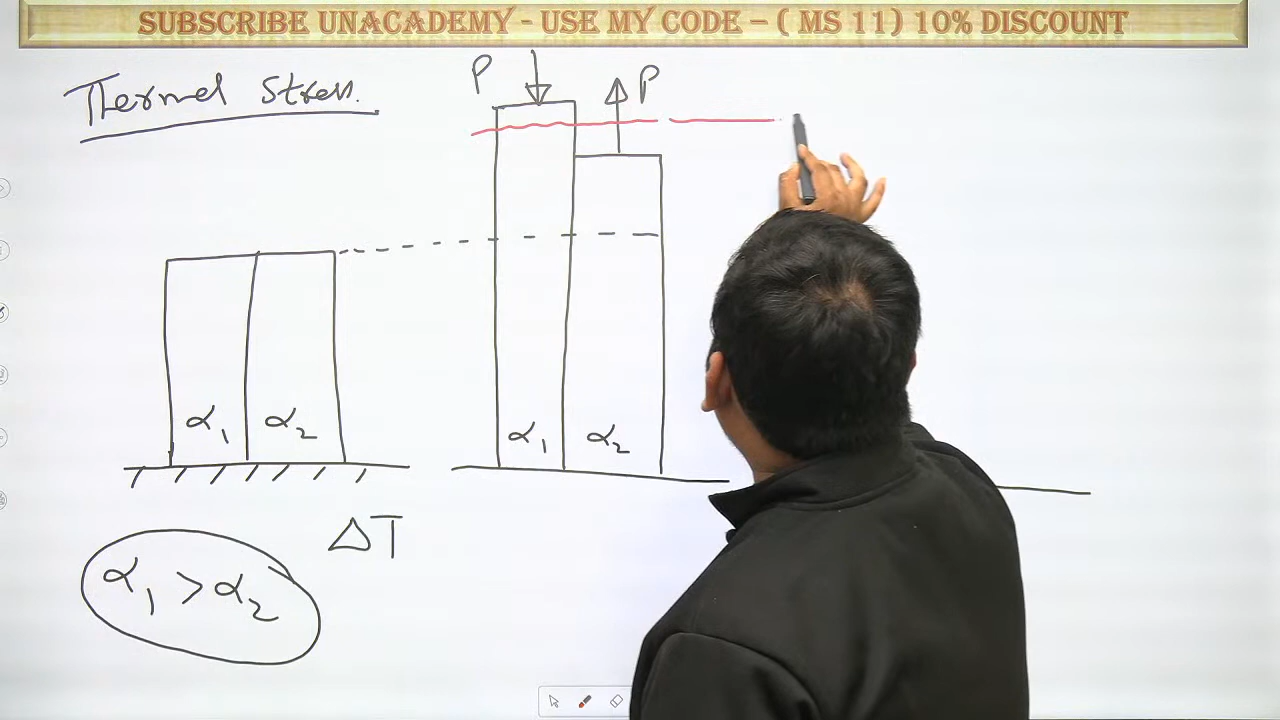 SUBSCRIBE UNACADEMY - USE MY CODE – ( MS 11) 10% DISCOUNT
Thermal Stress.
P P
α1 α2
α1 α2
ΔT
α1 > α2